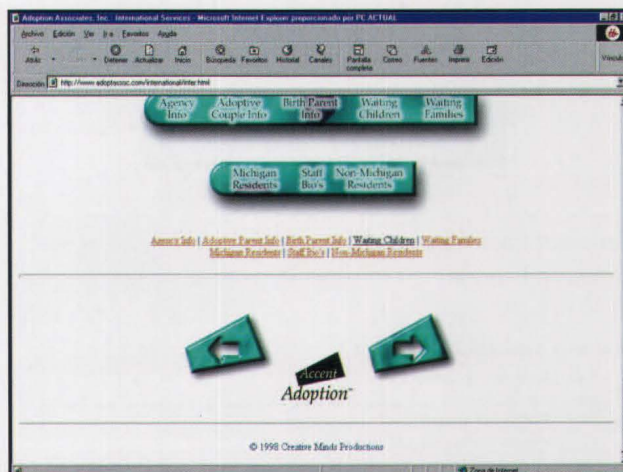 Adoption Associates, Inc. International Services - Microsoft Internet Explorer proporcionado por PC ACTUAL
Archivo Edición Ver Ir a Favoritos Ayuda
Atrás Detener Actualizar Inicio Búsqueda Favoritos Historial Canales Pantalla completa Correo Fuentes Imprimir Edición
Dirección http://www.adoptassoc.com/international/inter.html Vínculos
Agency Info Adoptive Couple Info Birth Parent Info Waiting Children Waiting Families
Michigan Residents Staff Bio's Non-Michigan Residents
Agency Info | Adoptive Parent Info | Birth Parent Info | Waiting Children | Waiting Families
Michigan Residents | Staff Bio's | Non-Michigan Residents
Accent
Adoption™
© 1998 Creative Minds Productions
Zona de Internet